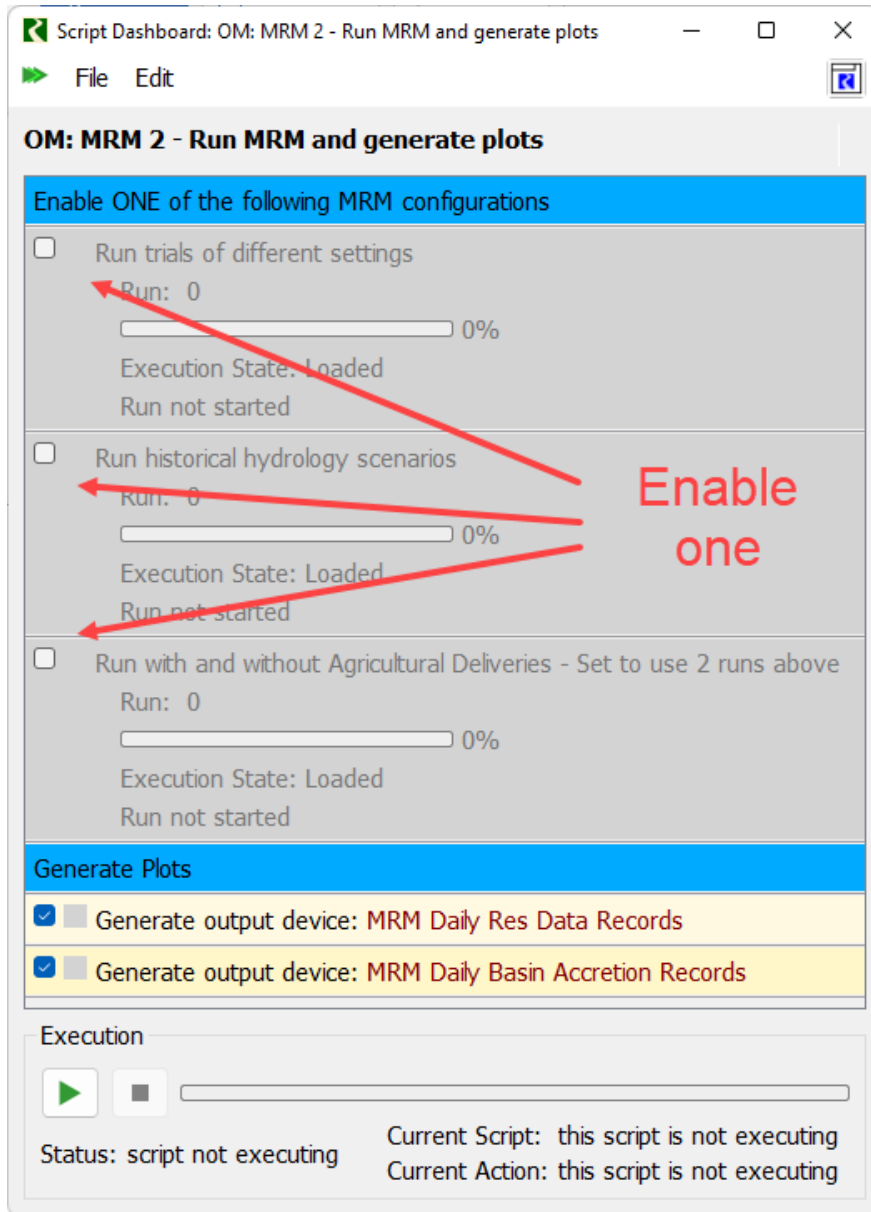 Script Dashboard: OM: MRM 2 - Run MRM and generate plots
File Edit
OM: MRM 2 - Run MRM and generate plots
Enable ONE of the following MRM configurations
Run trials of different settings
Run: 0
0%
Execution State: Loaded
Run not started
Run historical hydrology scenarios
Run: 0
0%
Execution State: Loaded
Run not started
Enable
one
Run with and without Agricultural Deliveries - Set to use 2 runs above
Run: 0
0%
Execution State: Loaded
Run not started
Generate Plots
Generate output device: MRM Daily Res Data Records
Generate output device: MRM Daily Basin Accretion Records
Execution
Status: script not executing
Current Script: this script is not executing
Current Action: this script is not executing